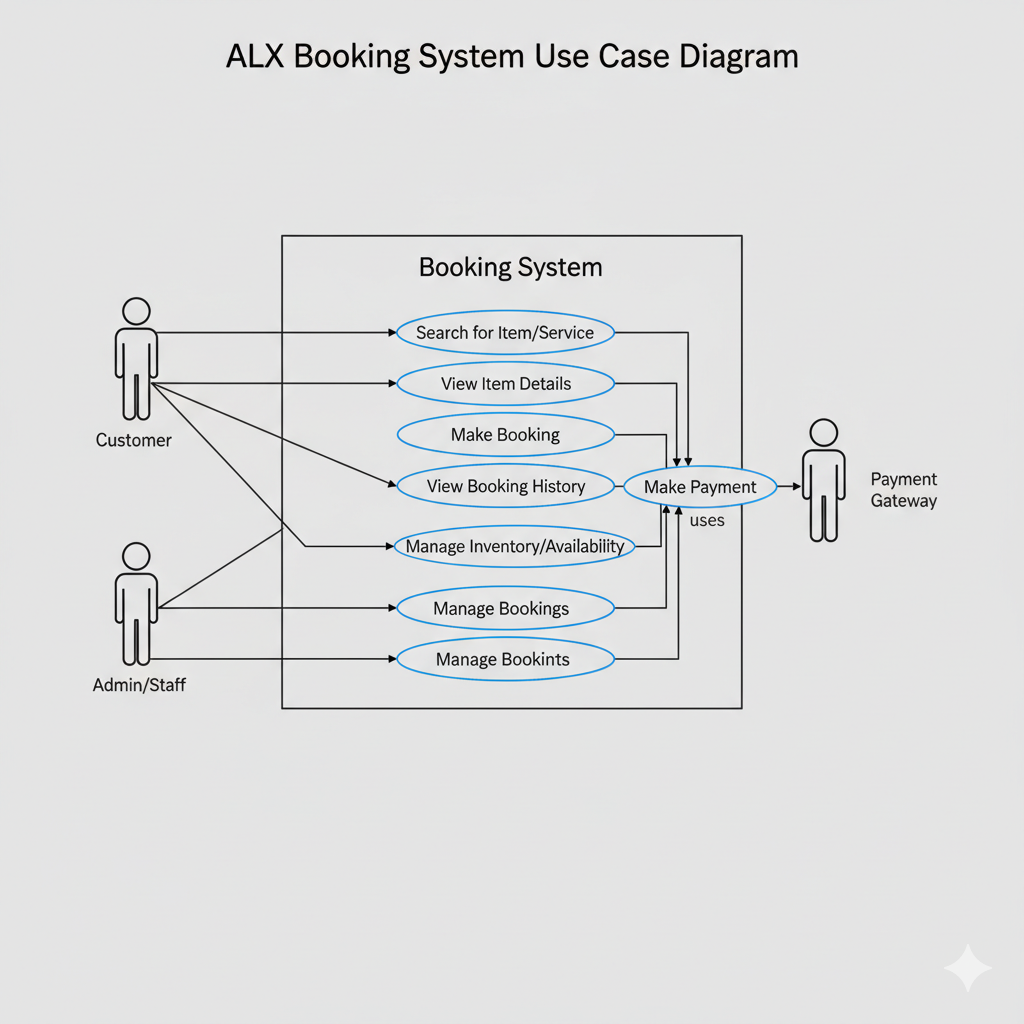 ALX Booking System Use Case Diagram
Booking System
Search for Item/Service
View Item Details
Make Booking
View Booking History
Make Payment
uses
Manage Inventory/Availability
Manage Bookings
Manage Bookints
Customer
Admin/Staff
Payment
Gateway